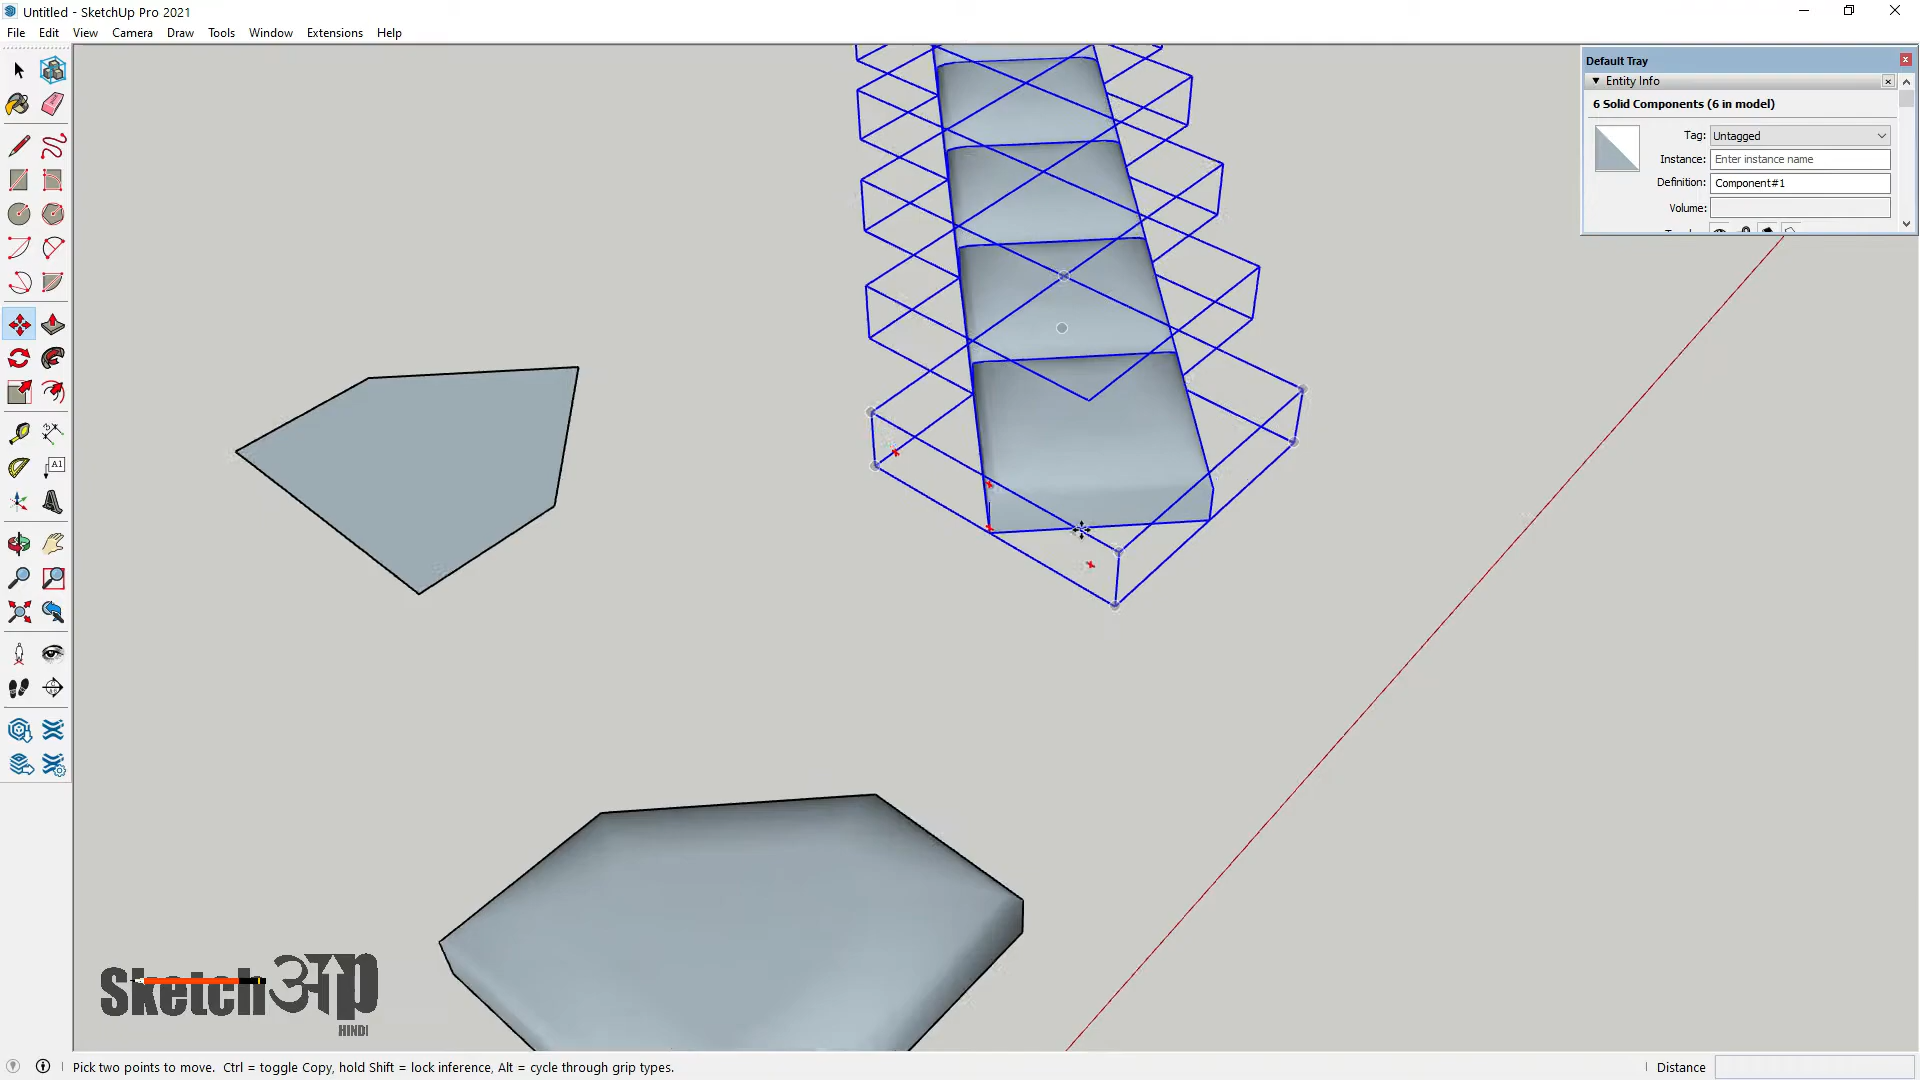 Untitled - SketchUp Pro 2021
File Edit View Camera Draw Tools Window Extensions Help
Default Tray
Entity Info
6 Solid Components (6 in model)
Tag: Untagged
Instance: Enter instance name
Definition: Component#1
Volume:
A1
Sketchअप
HINDI
Pick two points to move. Ctrl = toggle Copy, hold Shift = lock inference, Alt = cycle through grip types.
Distance